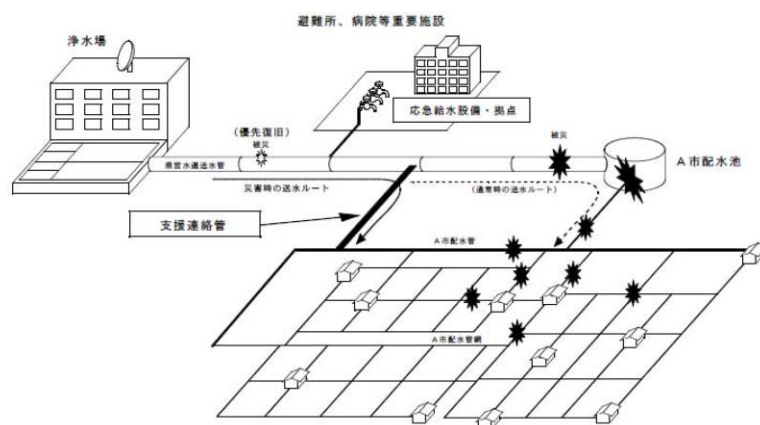 避難所、病院等重要施設
浄水場
応急給水設備・拠点
(優先復旧)
被災
被災
県営水道送水管
A市配水池
災害時の送水ルート
(通常時の送水ルート)
支援連絡管
A市配水管
A市配水管網